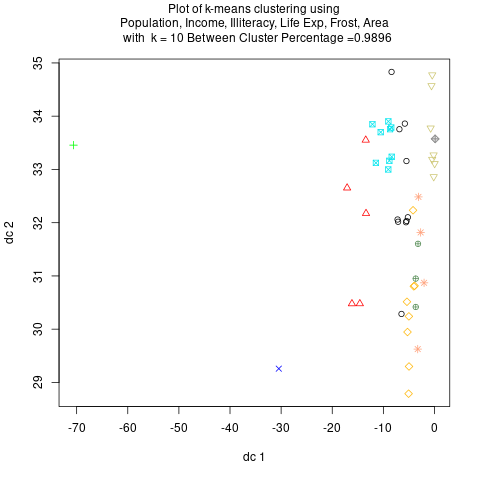 Plot of k-means clustering using
Population, Income, Illiteracy, Life Exp, Frost, Area
with k = 10 Between Cluster Percentage =0.9896
35
34
33
32
31
30
29
dc 2
-70 -60 -50 -40 -30 -20 -10 0
dc 1